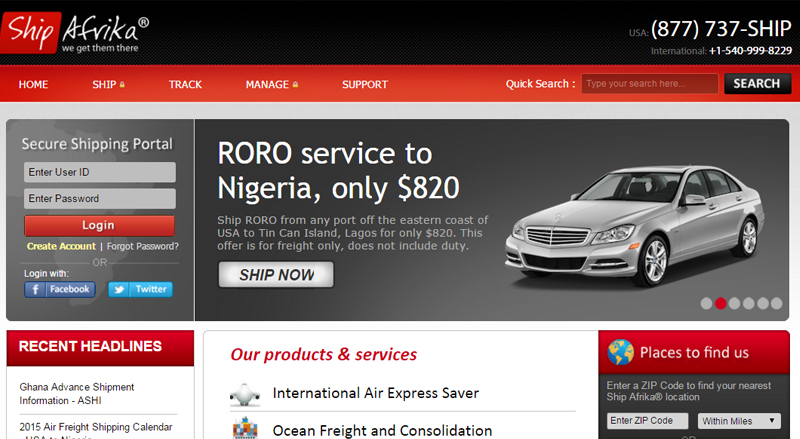 Ship Afrika®
we get them there
USA: (877) 737-SHIP
International: +1-540-999-8229
HOME SHIP TRACK MANAGE SUPPORT Quick Search : Type your search here... SEARCH
Secure Shipping Portal
Enter User ID
Enter Password
Login
Create Account | Forgot Password?
OR
Login with:
f Facebook Twitter
RORO service to
Nigeria, only $820
Ship RORO from any port off the eastern coast of
USA to Tin Can Island, Lagos for only $820. This
offer is for freight only, does not include duty.
SHIP NOW
RECENT HEADLINES
Ghana Advance Shipment
Information - ASHI
2015 Air Freight Shipping Calendar
- USA to Nigeria
Our products & services
International Air Express Saver
Ocean Freight and Consolidation
Places to find us
Enter a ZIP Code to find your nearest
Ship Afrika® location
Enter ZIP Code Within Miles
OR